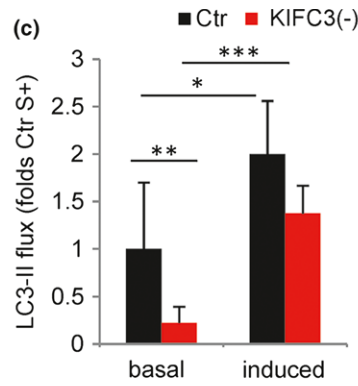 (c)
Ctr KIFC3(-)
LC3-II flux (folds Ctr S+)
3
2.5
2
1.5
1
0.5
0
***
*
**
basal induced